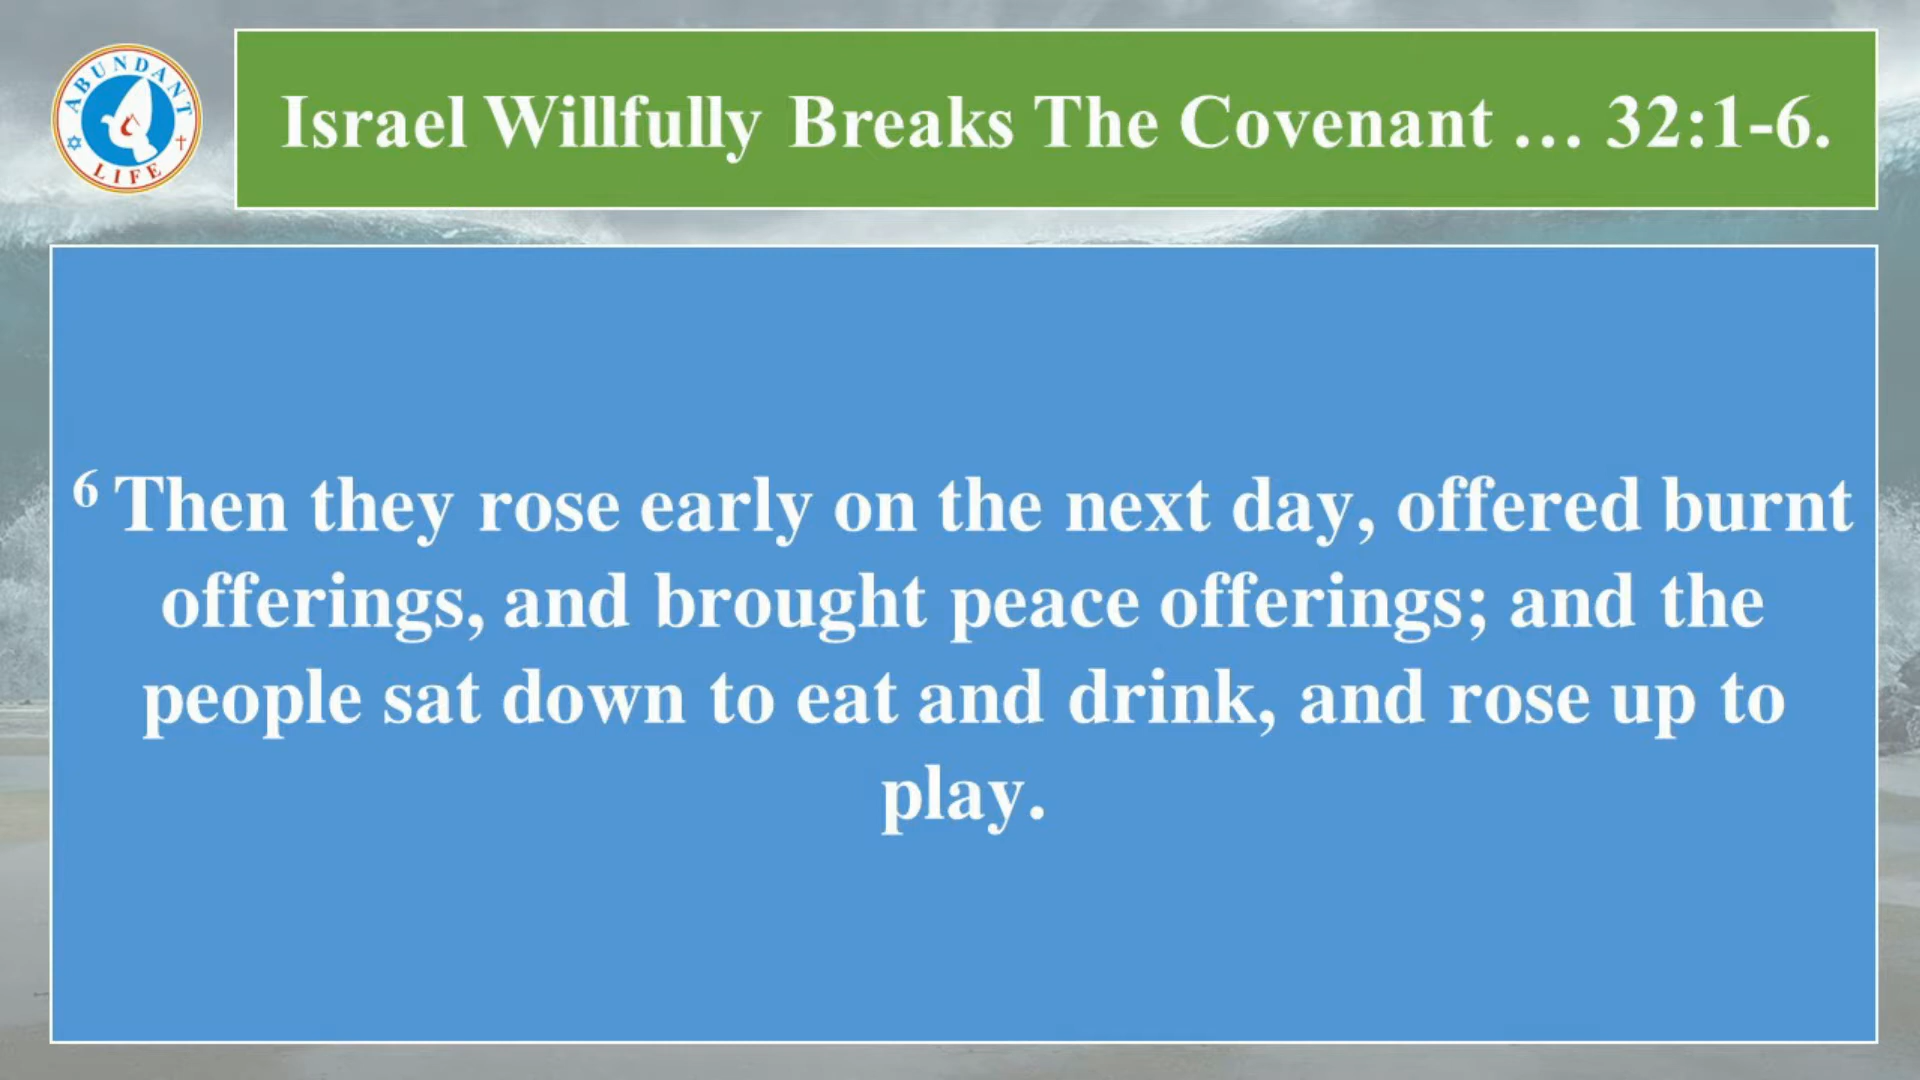 ABUNDANT
LIFE
Israel Willfully Breaks The Covenant … 32:1-6.
6 Then they rose early on the next day, offered burnt
offerings, and brought peace offerings; and the
people sat down to eat and drink, and rose up to
play.